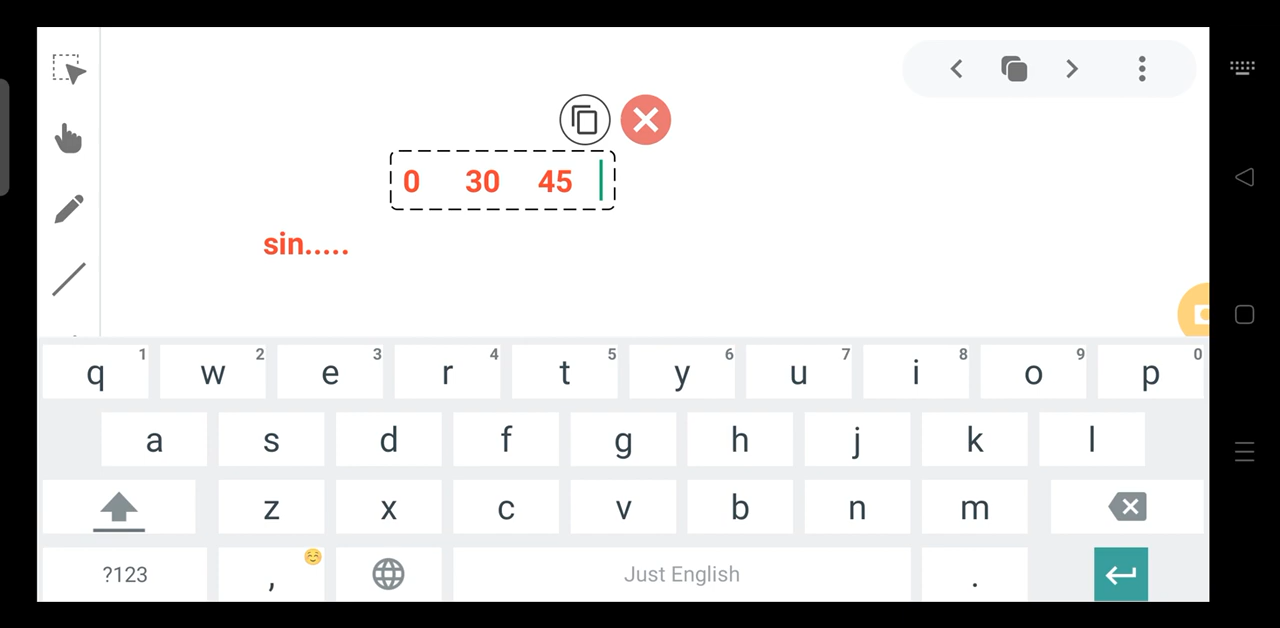 0 30 45
sin.....
q 1 w 2 e 3 r 4 t 5 y 6 u 7 i 8 o 9 p 0
a s d f g h j k l
z x c v b n m
?123 , Just English .